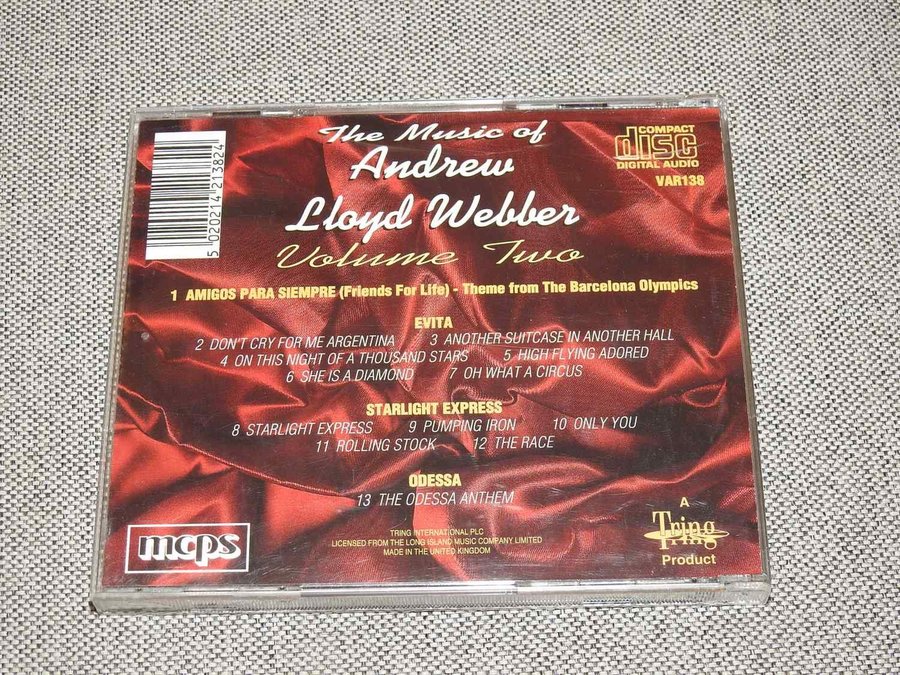 The Music of
Andrew
Lloyd Webber
Volume Two
5 020214 213824
COMPACT
disc
DIGITAL AUDIO
VAR138
1 AMIGOS PARA SIEMPRE (Friends For Life) - Theme from The Barcelona Olympics
EVITA
2 DON'T CRY FOR ME ARGENTINA 3 ANOTHER SUITCASE IN ANOTHER HALL
4 ON THIS NIGHT OF A THOUSAND STARS 5 HIGH FLYING ADORED
6 SHE IS A DIAMOND 7 OH WHAT A CIRCUS
STARLIGHT EXPRESS
8 STARLIGHT EXPRESS 9 PUMPING IRON 10 ONLY YOU
11 ROLLING STOCK 12 THE RACE
ODESSA
13 THE ODESSA ANTHEM
mcps
TRING INTERNATIONAL PLC
LICENSED FROM THE LONG ISLAND MUSIC COMPANY LIMITED
MADE IN THE UNITED KINGDOM
A
Tring
Product